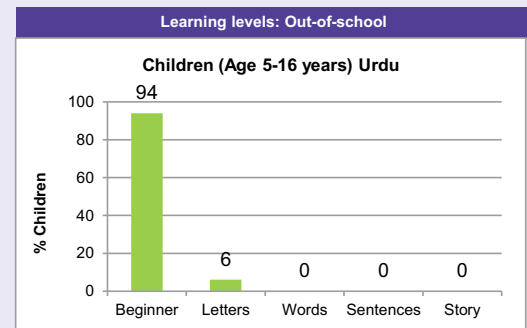 Learning levels: Out-of-school
Children (Age 5-16 years) Urdu
% Children
100
80
60
40
20
0
94
6
0
0
0
Beginner Letters Words Sentences Story